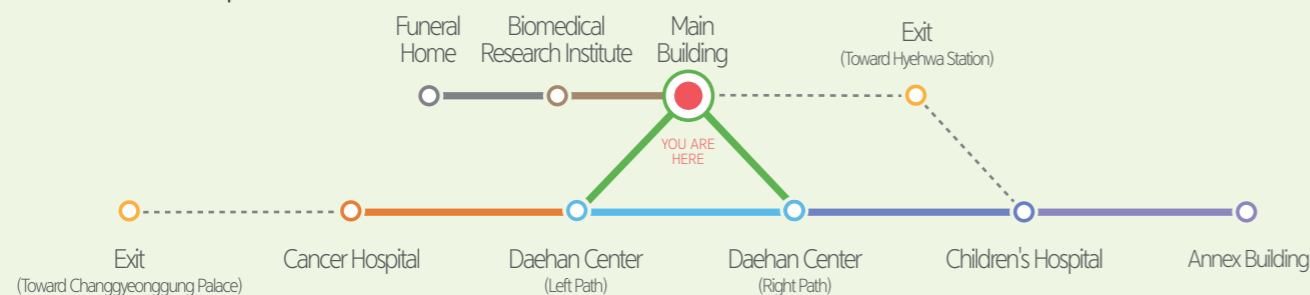 Funeral
Home
Biomedical
Research Institute
Main
Building
Exit
(Toward Hyehwa Station)
YOU ARE
HERE
Exit
(Toward Changgyeonggung Palace)
Cancer Hospital
Daehan Center
(Left Path)
Daehan Center
(Right Path)
Children's Hospital
Annex Building